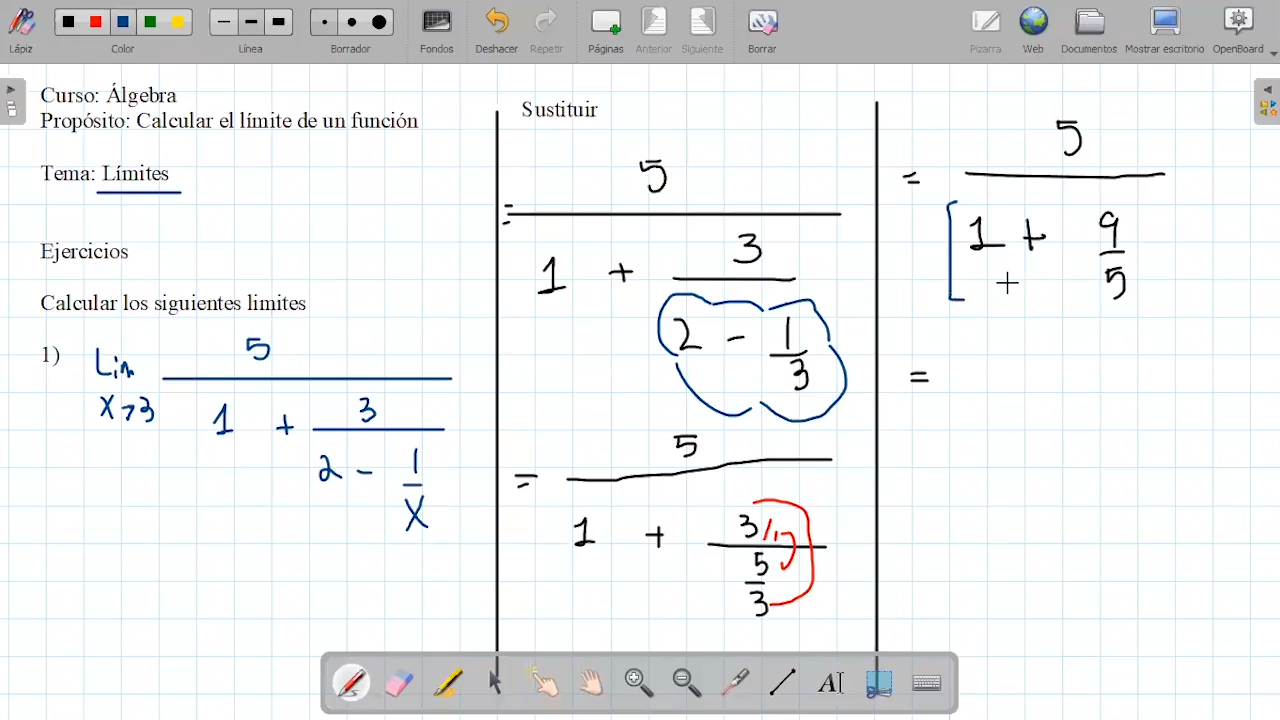 Lápiz
Color
Línea
Borrador
Fondos
Deshacer
Repetir
Páginas
Anterior
Siguiente
Borrar
Pizarra
Web
Documentos
Mostrar escritorio
OpenBoard
Curso: Álgebra
Propósito: Calcular el límite de un función
Tema: Límites
Ejercicios
Calcular los siguientes limites
1) Lim 5
x→3 1 + 3
2 - 1
x
Sustituir
= 5
1 + 3
2 - 1
3
= 5
1 + 3/1
5
3
= 5
[ 1 + 9
5
=
AI